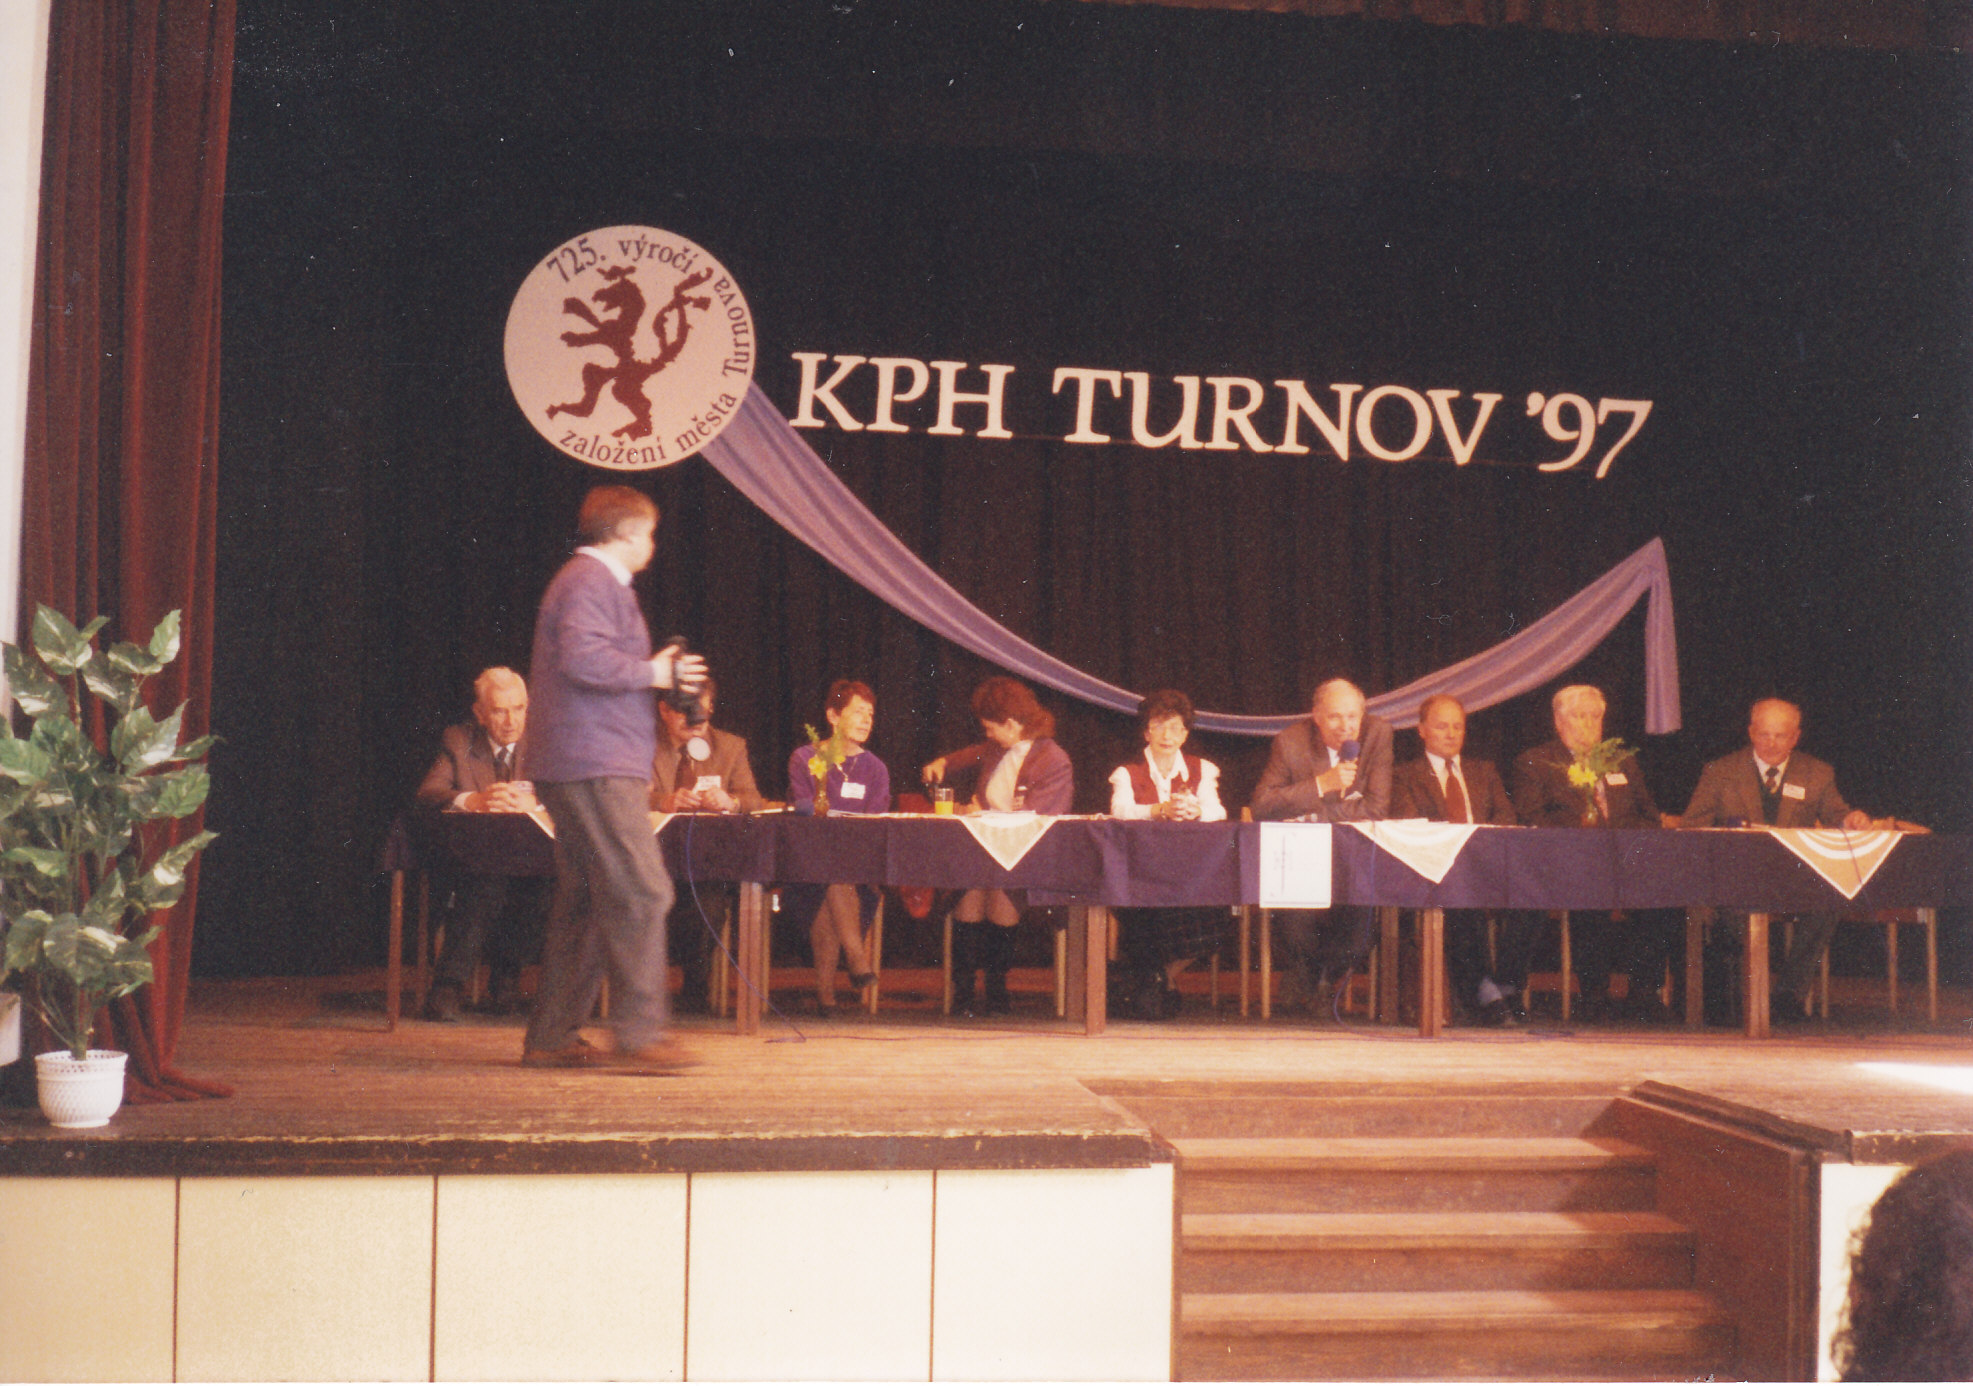 725. výročí
založení města Turnova
KPH TURNOV '97